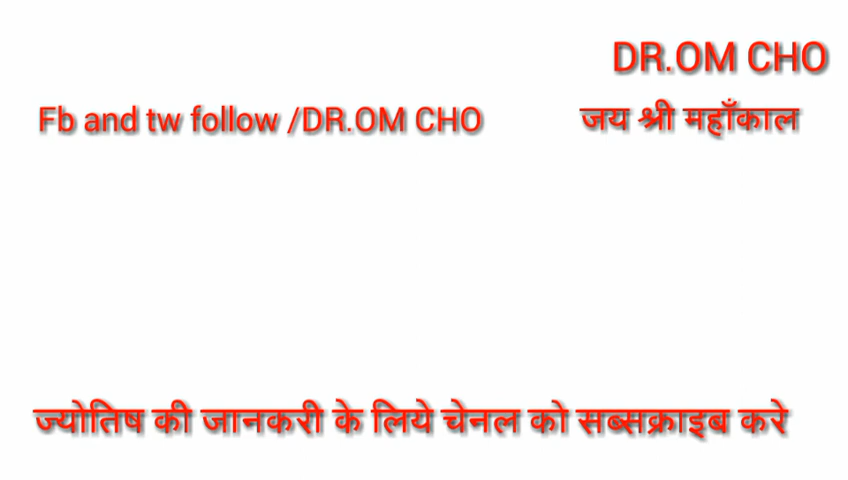 DR.OM CHO
Fb and tw follow /DR.OM CHO
जय श्री महाँकाल
ज्योतिष की जानकरी के लिये चेनल को सब्सक्राइब करे